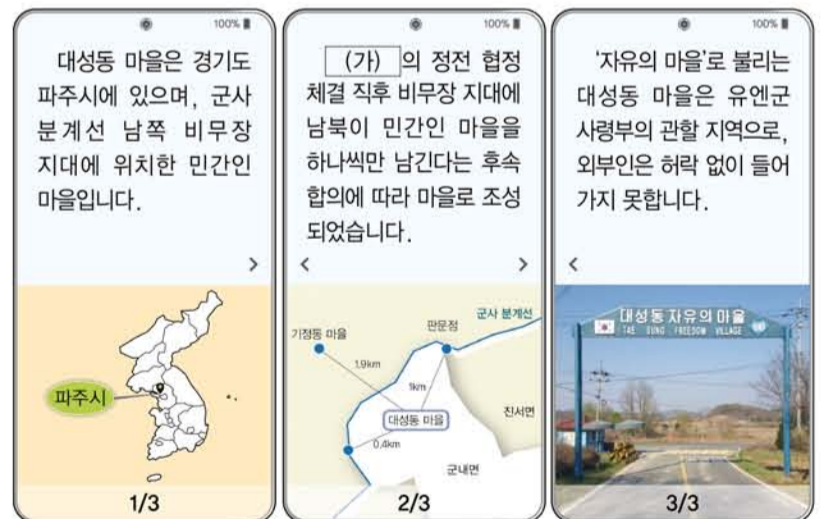 100%
대성동 마을은 경기도
파주시에 있으며, 군사
분계선 남쪽 비무장
지대에 위치한 민간인
마을입니다.
파주시
1/3
100%
(가) 의 정전 협정
체결 직후 비무장 지대에
남북이 민간인 마을을
하나씩만 남긴다는 후속
합의에 따라 마을로 조성
되었습니다.
군사 분계선
판문점
기정동 마을
1.9km
1km
대성동 마을
진서면
0.4km
군내면
2/3
100%
‘자유의 마을’로 불리는
대성동 마을은 유엔군
사령부의 관할 지역으로,
외부인은 허락 없이 들어
가지 못합니다.
대성동자유의마을
TAE SUNG FREEDOM VILLAGE
3/3